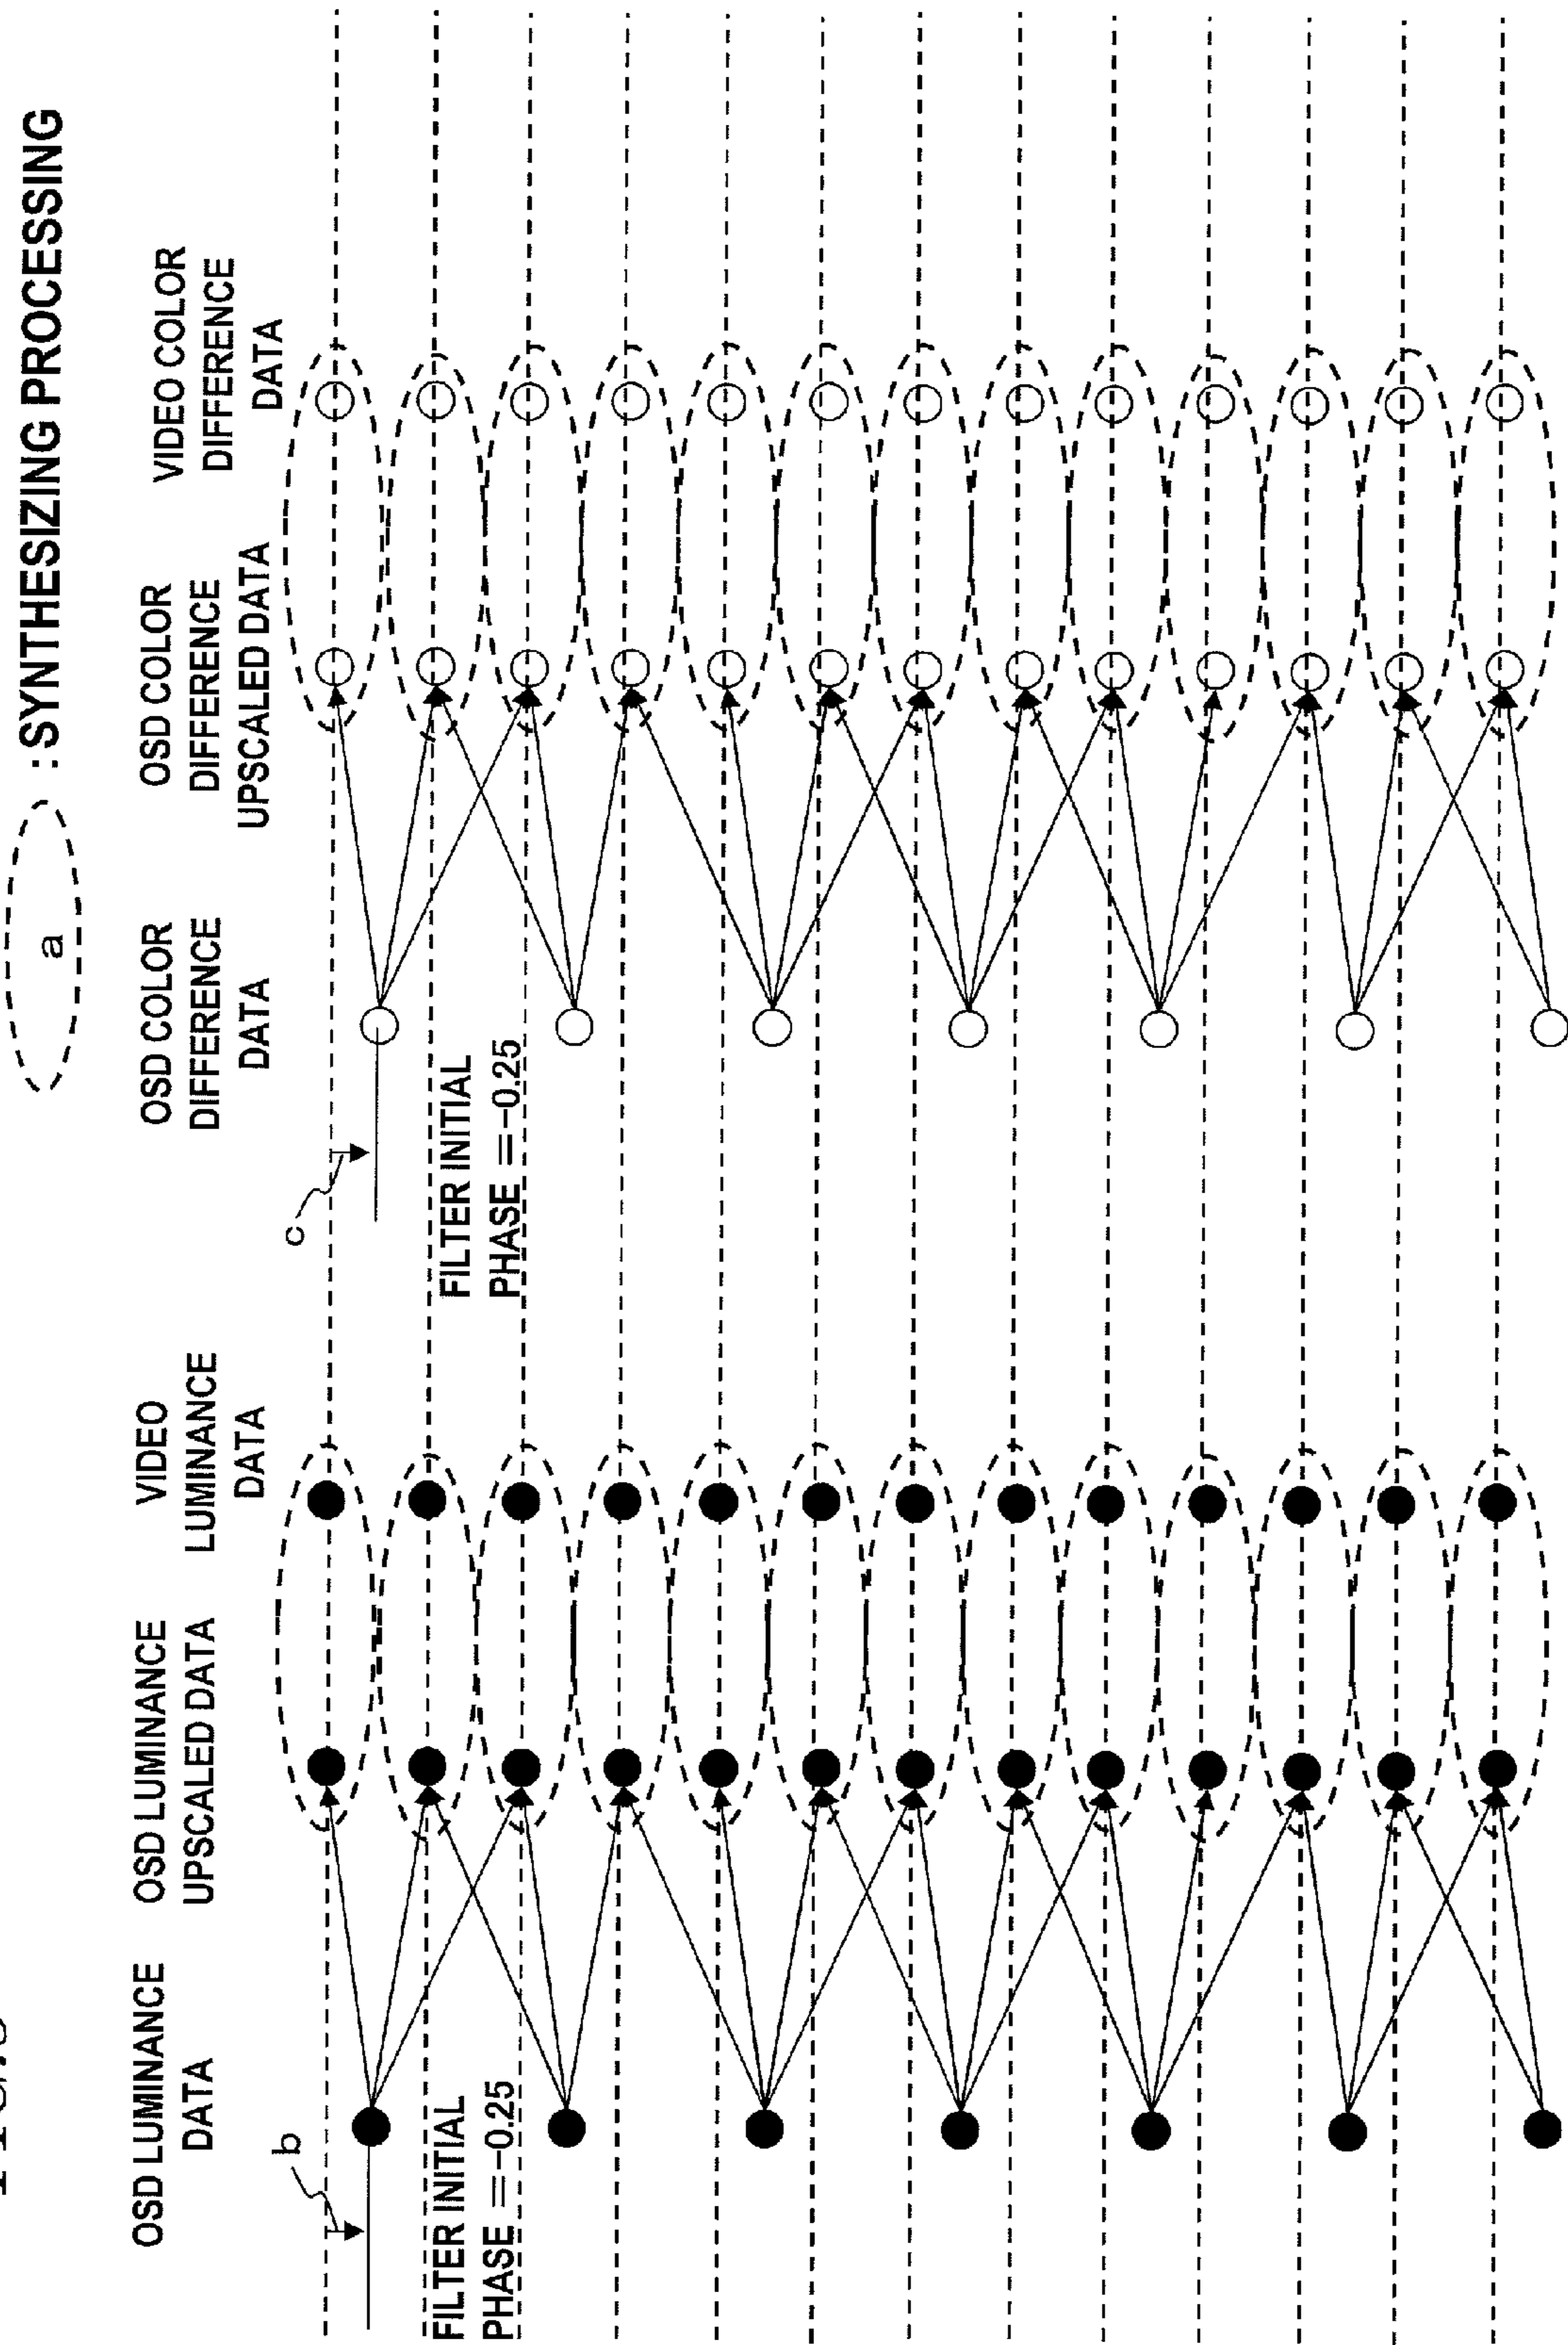 a
:SYNTHESIZING PROCESSING
OSD LUMINANCE
DATA
OSD LUMINANCE
UPSCALED DATA
VIDEO
LUMINANCE
DATA
OSD COLOR
DIFFERENCE
DATA
OSD COLOR
DIFFERENCE
UPSCALED DATA
VIDEO COLOR
DIFFERENCE
DATA
b
FILTER INITIAL
PHASE =-0.25
c
FILTER INITIAL
PHASE =-0.25